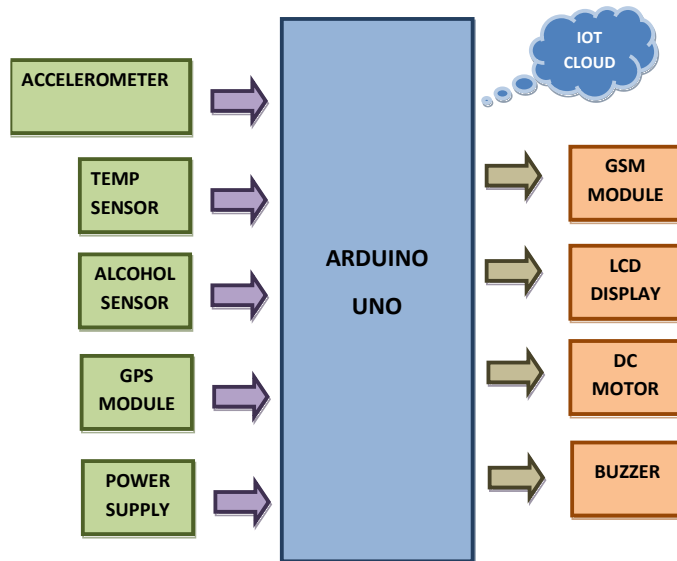 ACCELEROMETER
TEMP
SENSOR
ALCOHOL
SENSOR
GPS
MODULE
POWER
SUPPLY
ARDUINO
UNO
IOT
CLOUD
GSM
MODULE
LCD
DISPLAY
DC
MOTOR
BUZZER